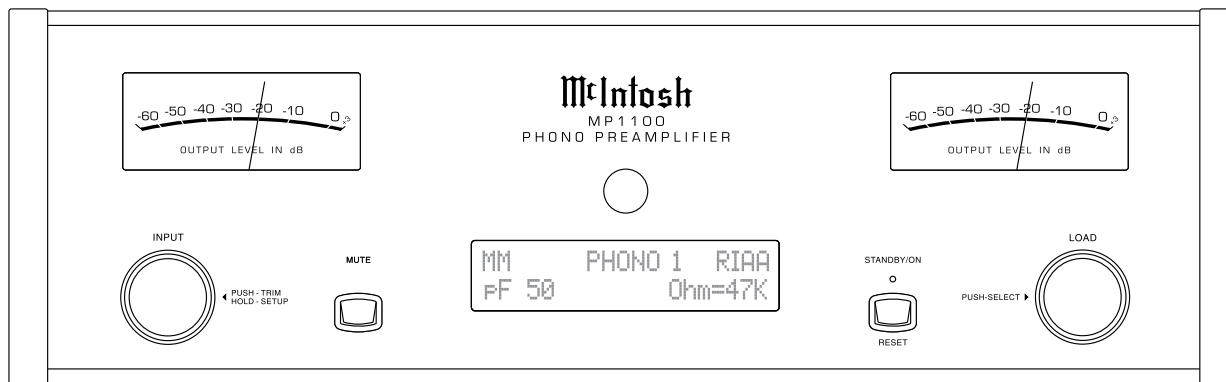 -60 -50 -40 -30 -20 -10 0 +3
OUTPUT LEVEL IN dB
McIntosh
MP1100
PHONO PREAMPLIFIER
-60 -50 -40 -30 -20 -10 0 +3
OUTPUT LEVEL IN dB
INPUT
PUSH - TRIM
HOLD - SETUP
MUTE
MM PHONO 1 RIAA
pF 50 Ohm=47K
STANDBY/ON
RESET
LOAD
PUSH-SELECT